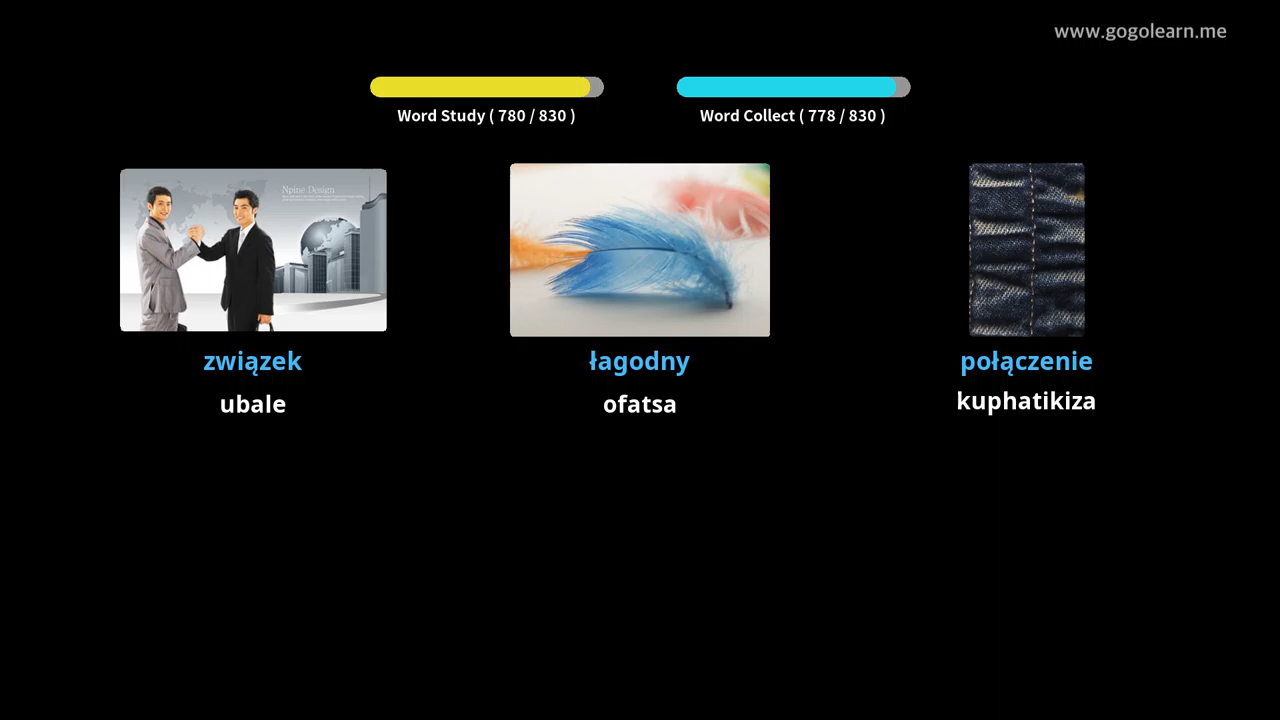 www.gogolearn.me
Word Study ( 780 / 830 )
Word Collect ( 778 / 830 )
Npine Design
związek
łagodny
połączenie
ubale
ofatsa
kuphatikiza